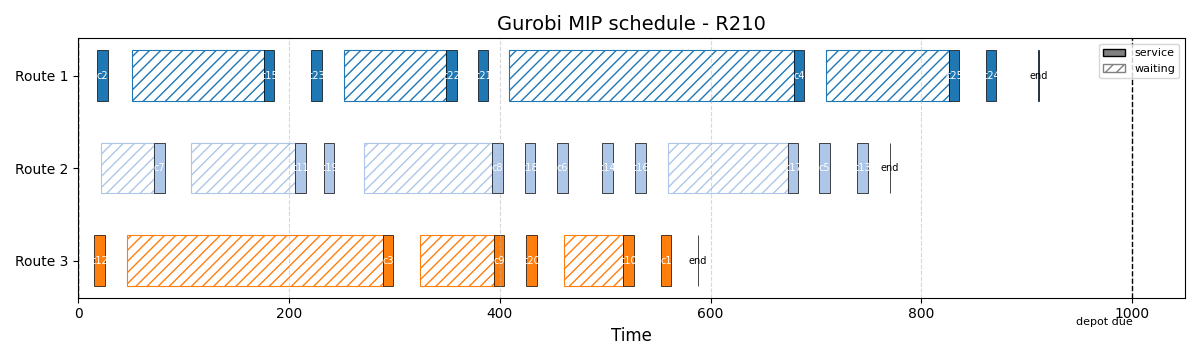 Gurobi MIP schedule - R210
Route 1
c2
c15
c23
c22
c21
c4
c25
c24
end
service
waiting
Route 2
c7
c11
c19
c8
c18
c6
c14
c16
c17
c5
c13
end
Route 3
c12
c3
c9
c20
c10
c1
end
0
200
400
600
800
1000
depot due
Time